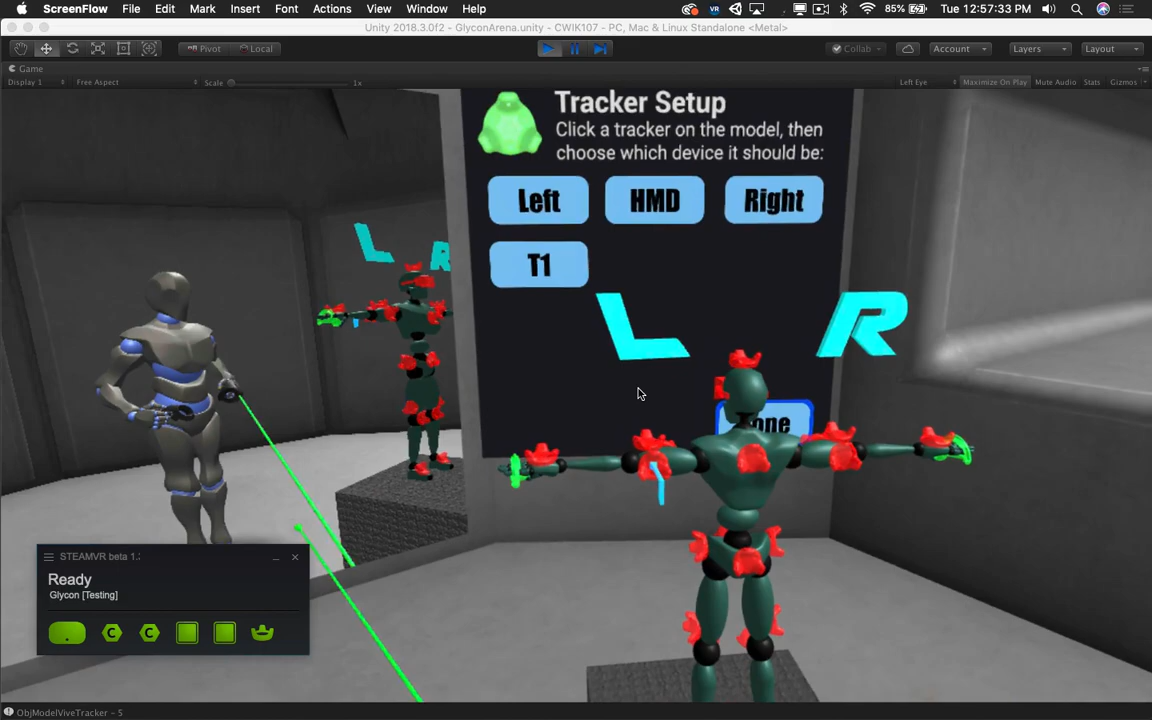 ScreenFlow File Edit Mark Insert Font Actions View Window Help VR 85% Tue 12:57:33 PM
Unity 2018.3.0f2 - GlyconArena.unity - CWIK107 - PC, Mac & Linux Standalone <Metal>
Pivot Local Collab Account Layers Layout
Game
Display 1 Free Aspect Scale 1x Left Eye Maximize On Play Mute Audio Stats Gizmos
Tracker Setup
Click a tracker on the model, then
choose which device it should be:
Left HMD Right
T1
L R
L R
STEAMVR beta 1.
Ready
Glycon [Testing]
C C
ObjModelViveTracker - 5